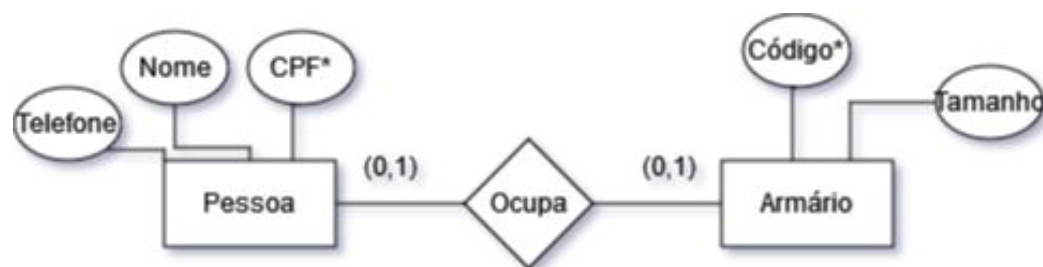 Nome
CPF*
Código*
Telefone
Tamanho
Pessoa
(0,1)
Ocupa
(0,1)
Armário